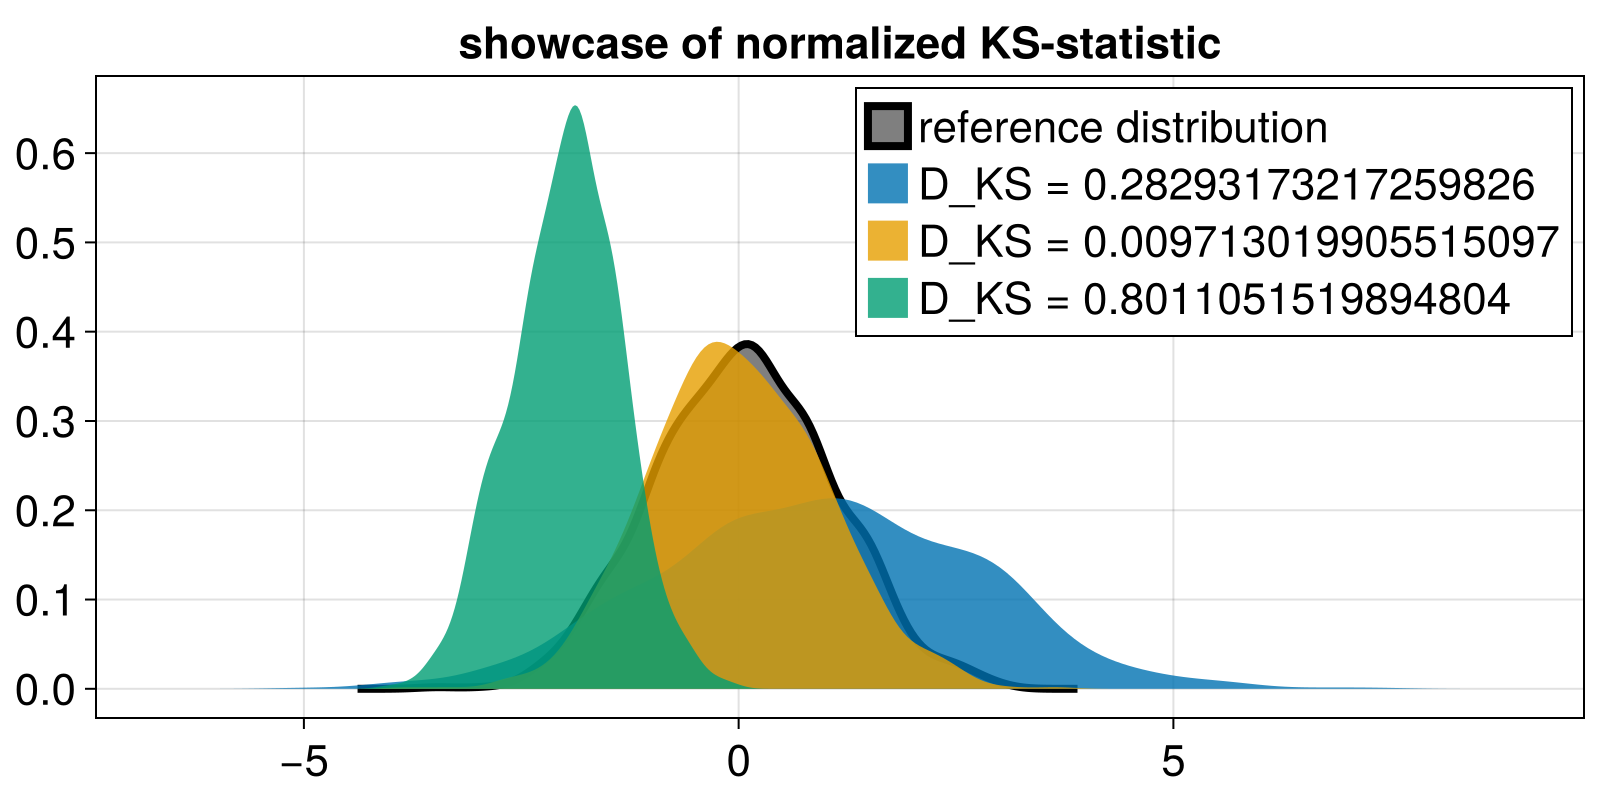 showcase of normalized KS-statistic
reference distribution
D_KS = 0.28293173217259826
D_KS = 0.009713019905515097
D_KS = 0.8011051519894804
0.6
0.5
0.4
0.3
0.2
0.1
0.0
−5
0
5